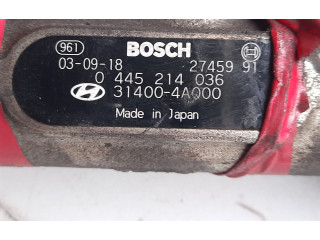 961 BOSCH
03-09-18 27459 91
0 445 214 036
31400-4A000
Made in Japan